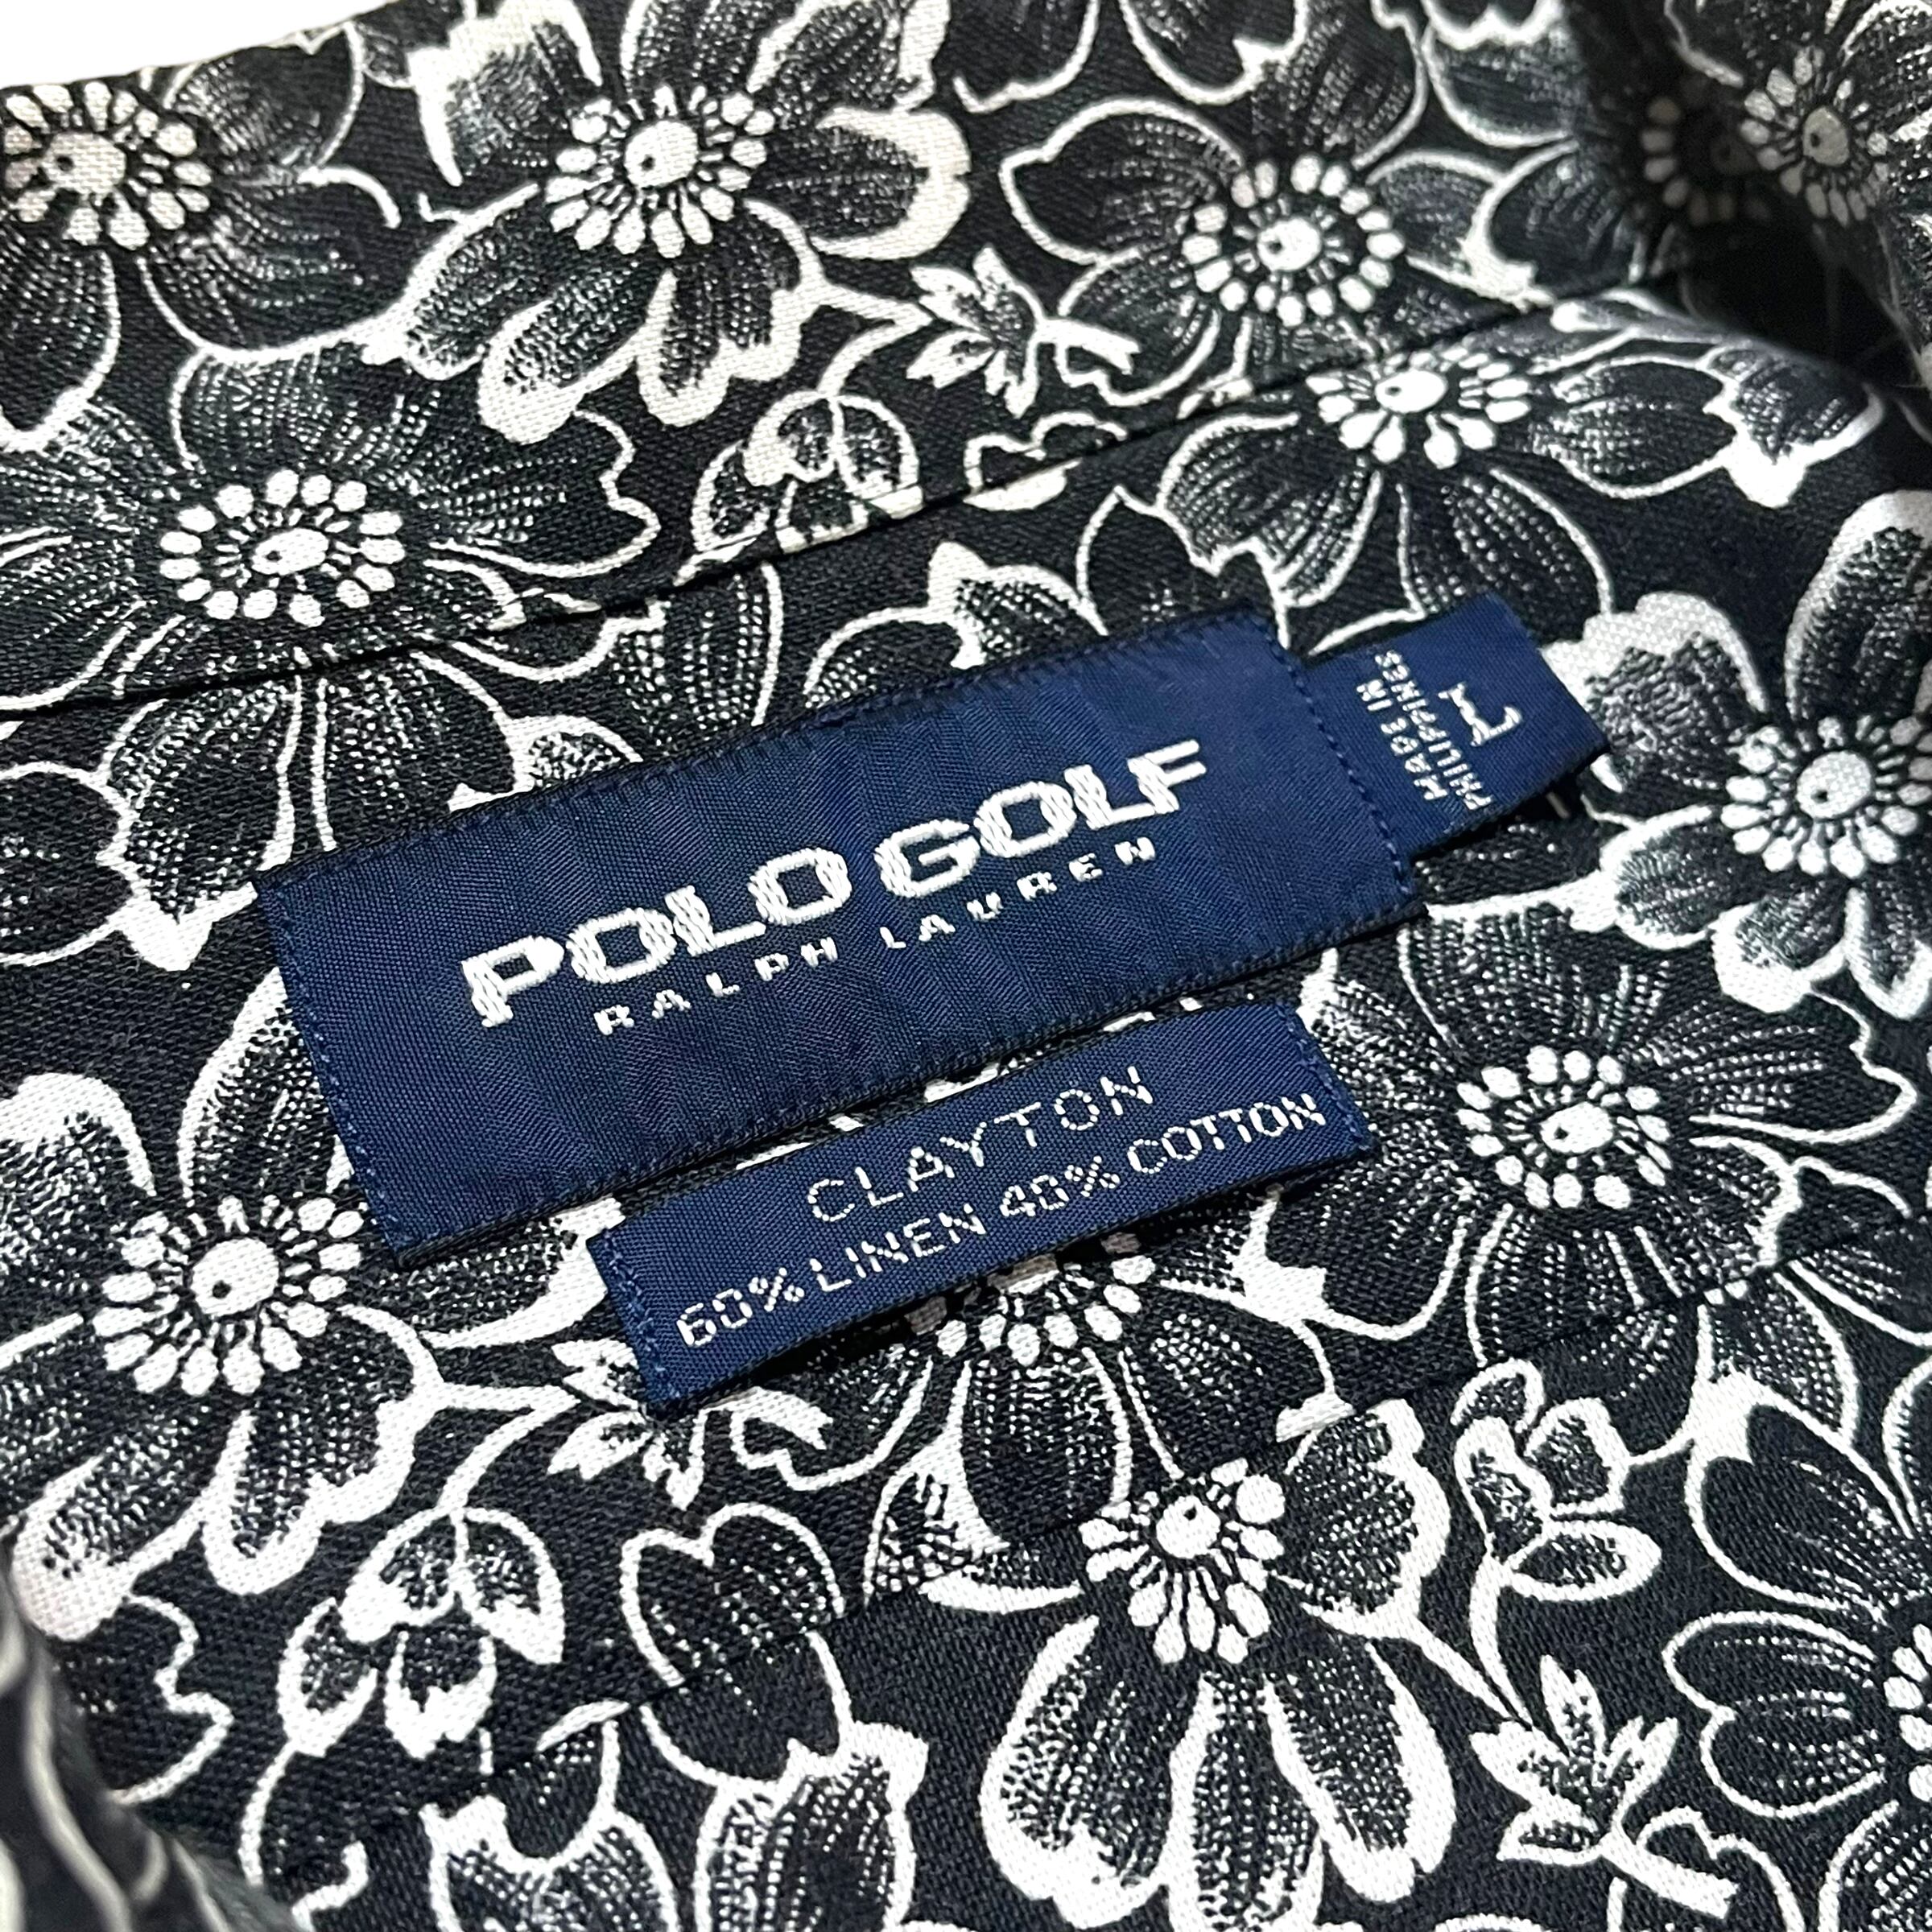 POLO GOLF
RALPH LAUREN
L
MADE IN
PHILIPPINES
CLAYTON
60% LINEN 40% COTTON